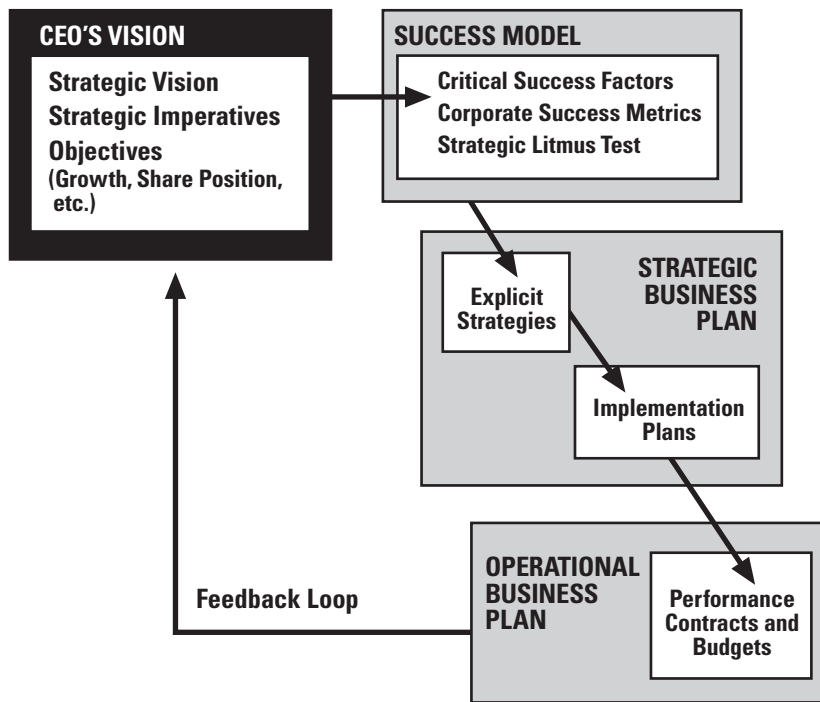 CEO'S VISION
Strategic Vision
Strategic Imperatives
Objectives
(Growth, Share Position,
etc.)
SUCCESS MODEL
Critical Success Factors
Corporate Success Metrics
Strategic Litmus Test
STRATEGIC
BUSINESS
PLAN
Explicit
Strategies
Implementation
Plans
OPERATIONAL
BUSINESS
PLAN
Performance
Contracts and
Budgets
Feedback Loop